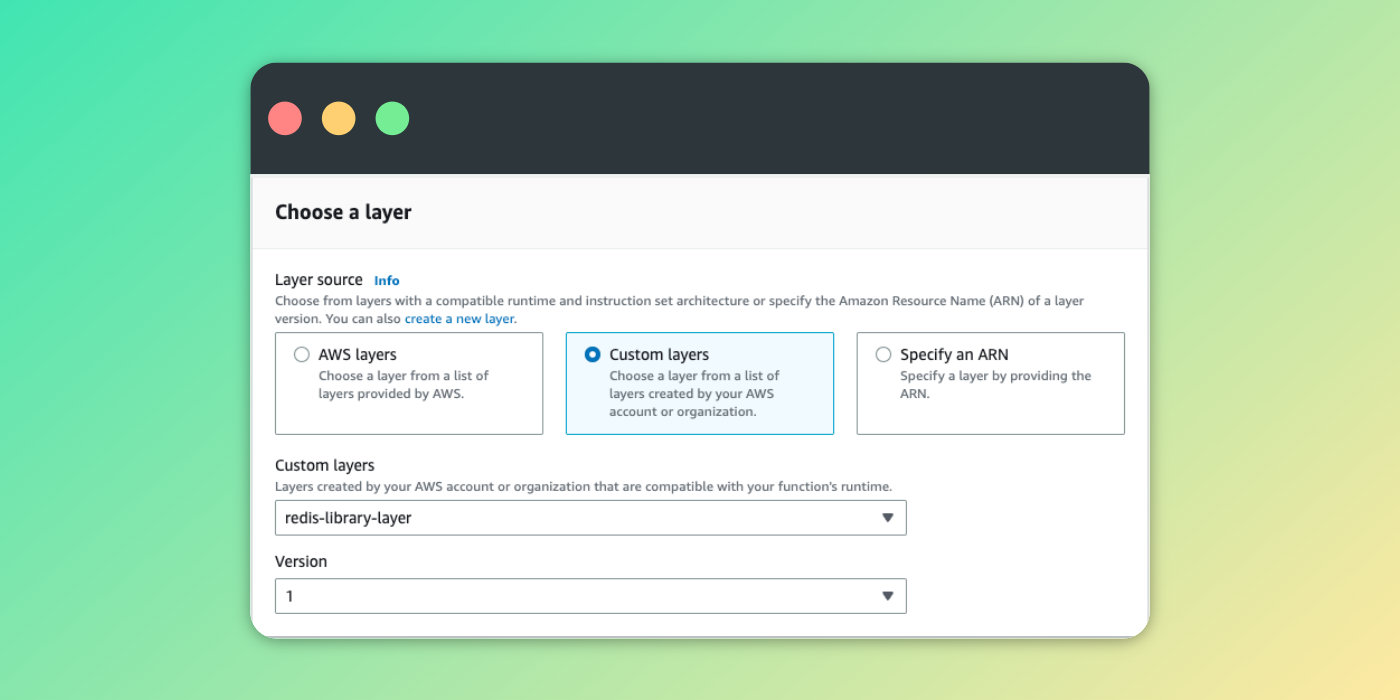 Choose a layer
Layer source Info
Choose from layers with a compatible runtime and instruction set architecture or specify the Amazon Resource Name (ARN) of a layer
version. You can also create a new layer.
AWS layers
Choose a layer from a list of
layers provided by AWS.
Custom layers
Choose a layer from a list of
layers created by your AWS
account or organization.
Specify an ARN
Specify a layer by providing the
ARN.
Custom layers
Layers created by your AWS account or organization that are compatible with your function's runtime.
redis-library-layer
Version
1